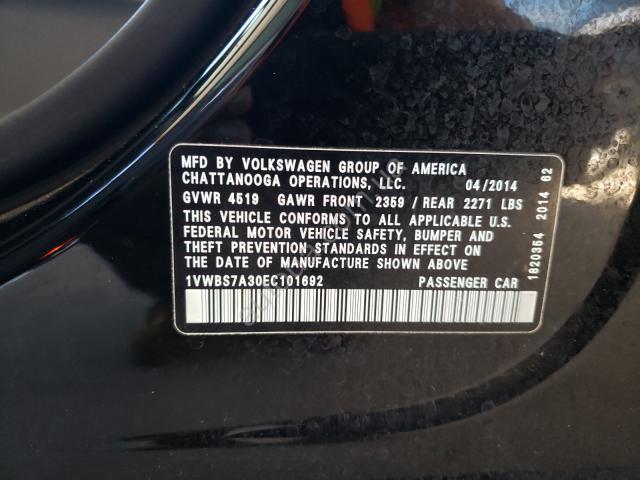 MFD BY VOLKSWAGEN GROUP OF AMERICA
CHATTANOOGA OPERATIONS, LLC. 04/2014
GVWR 4519 GAWR FRONT 2359 / REAR 2271 LBS
THIS VEHICLE CONFORMS TO ALL APPLICABLE U.S.
FEDERAL MOTOR VEHICLE SAFETY, BUMPER AND
THEFT PREVENTION STANDARDS IN EFFECT ON
THE DATE OF MANUFACTURE SHOWN ABOVE
1VWBS7A30EC101692 PASSENGER CAR
1820354 2014 82